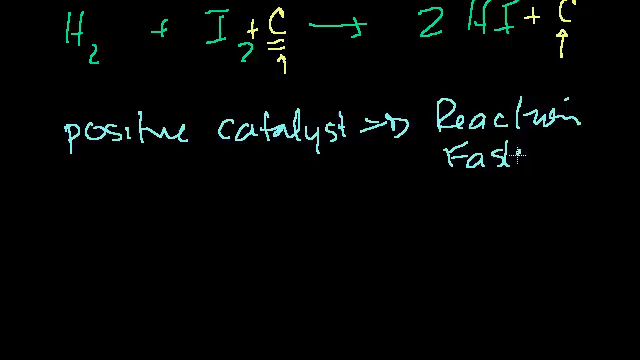 H₂ + I₂ + C → 2 HI + C
positive catalyst => Reaction
Fast